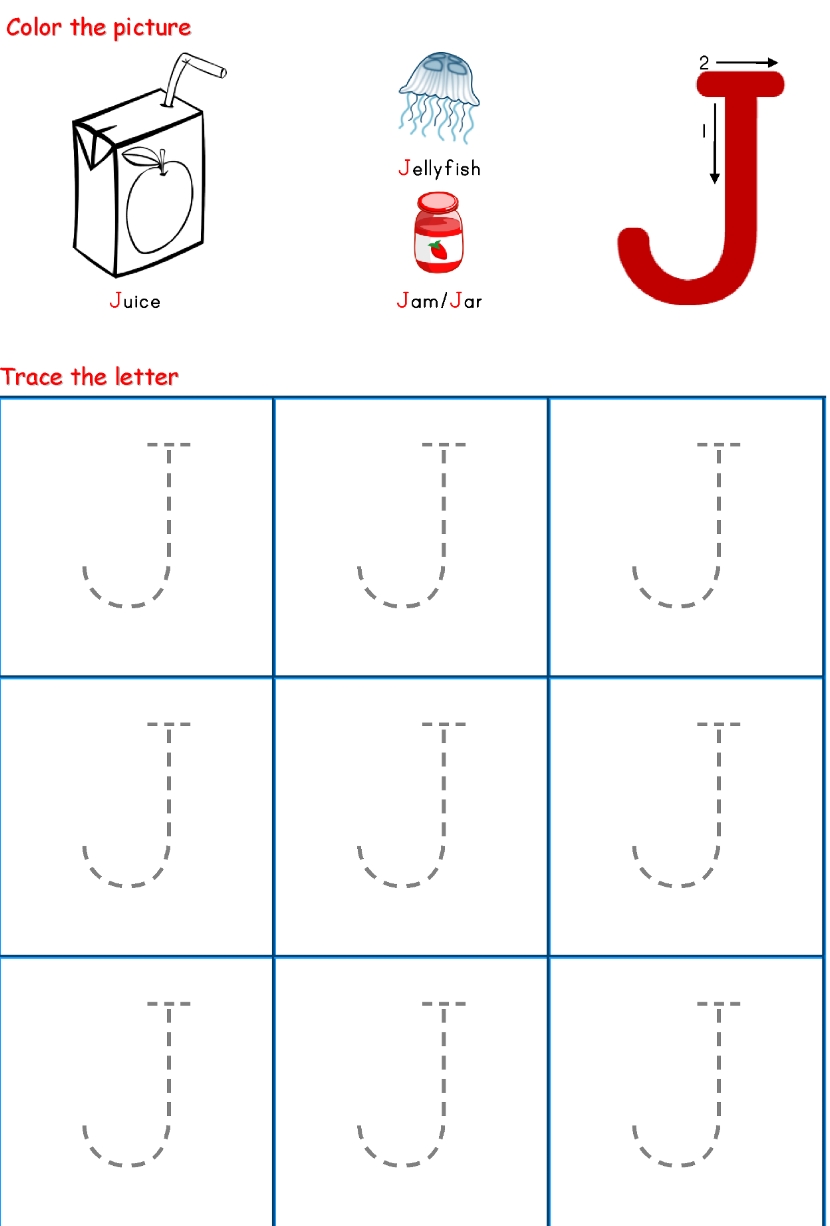 Color the picture
2
1
Jellyfish
Juice
Jam/Jar
Trace the letter
J J J
J J J
J J J